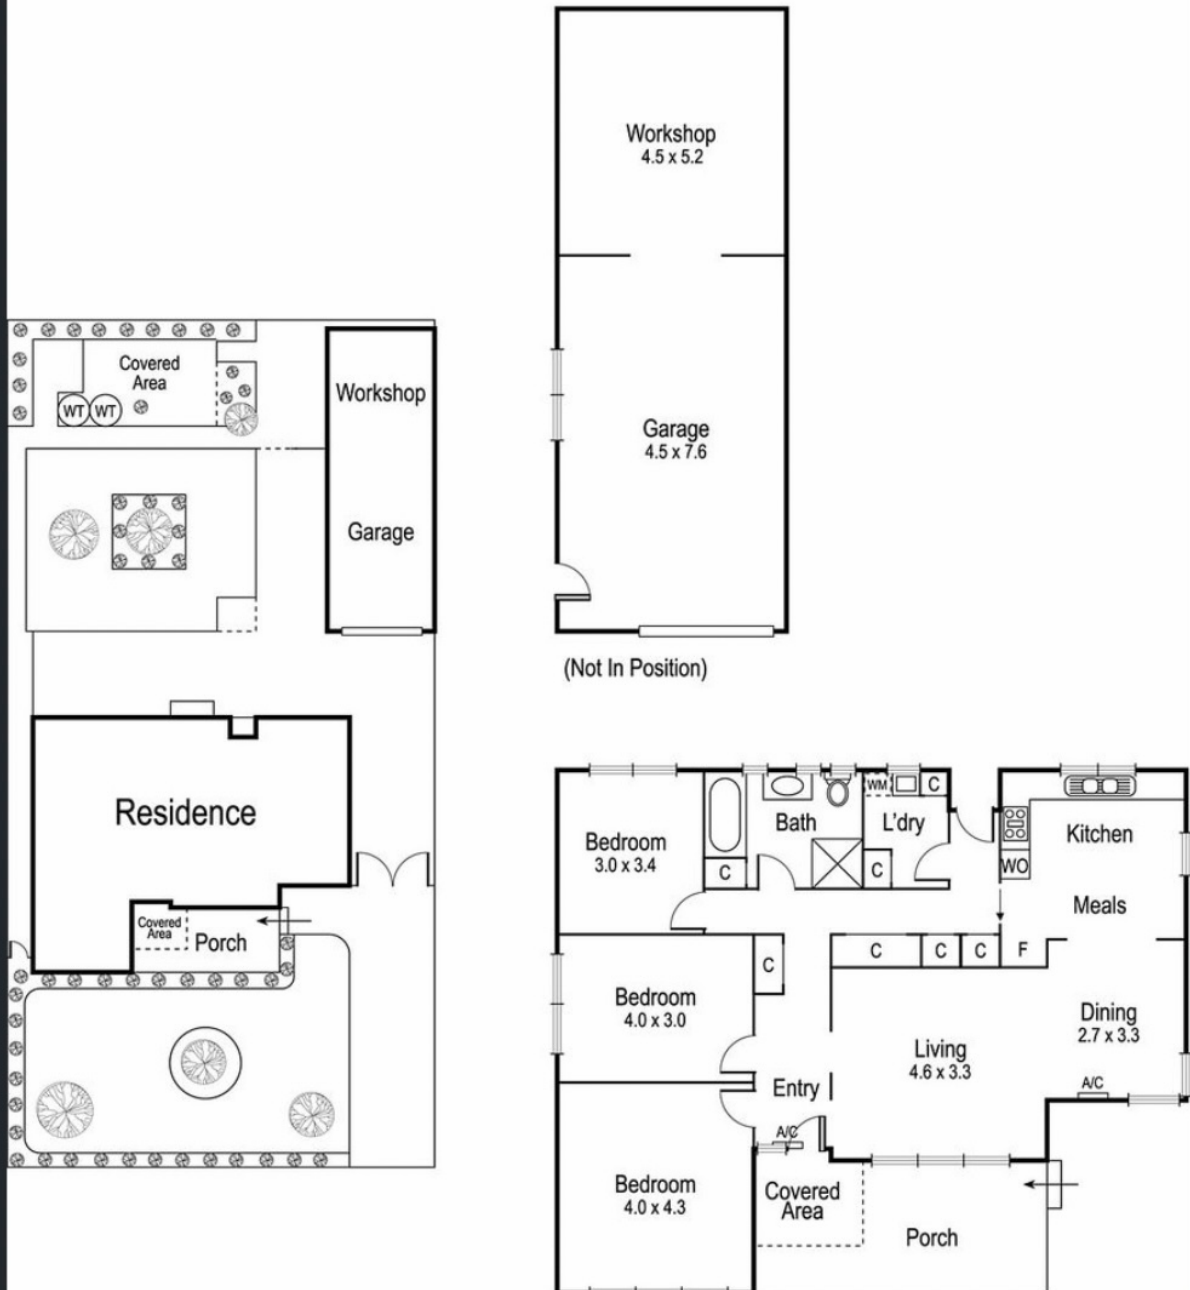 Workshop
4.5 x 5.2
Garage
4.5 x 7.6
(Not In Position)
Covered
Area
WT WT
Workshop
Garage
Residence
Covered
Area
Porch
Bedroom
3.0 x 3.4
C
Bath
WM
C
L'dry
C
WO
Kitchen
Meals
C
C
C
C
F
Bedroom
4.0 x 3.0
Living
4.6 x 3.3
Dining
2.7 x 3.3
A/C
Entry
A/C
Bedroom
4.0 x 4.3
Covered
Area
Porch